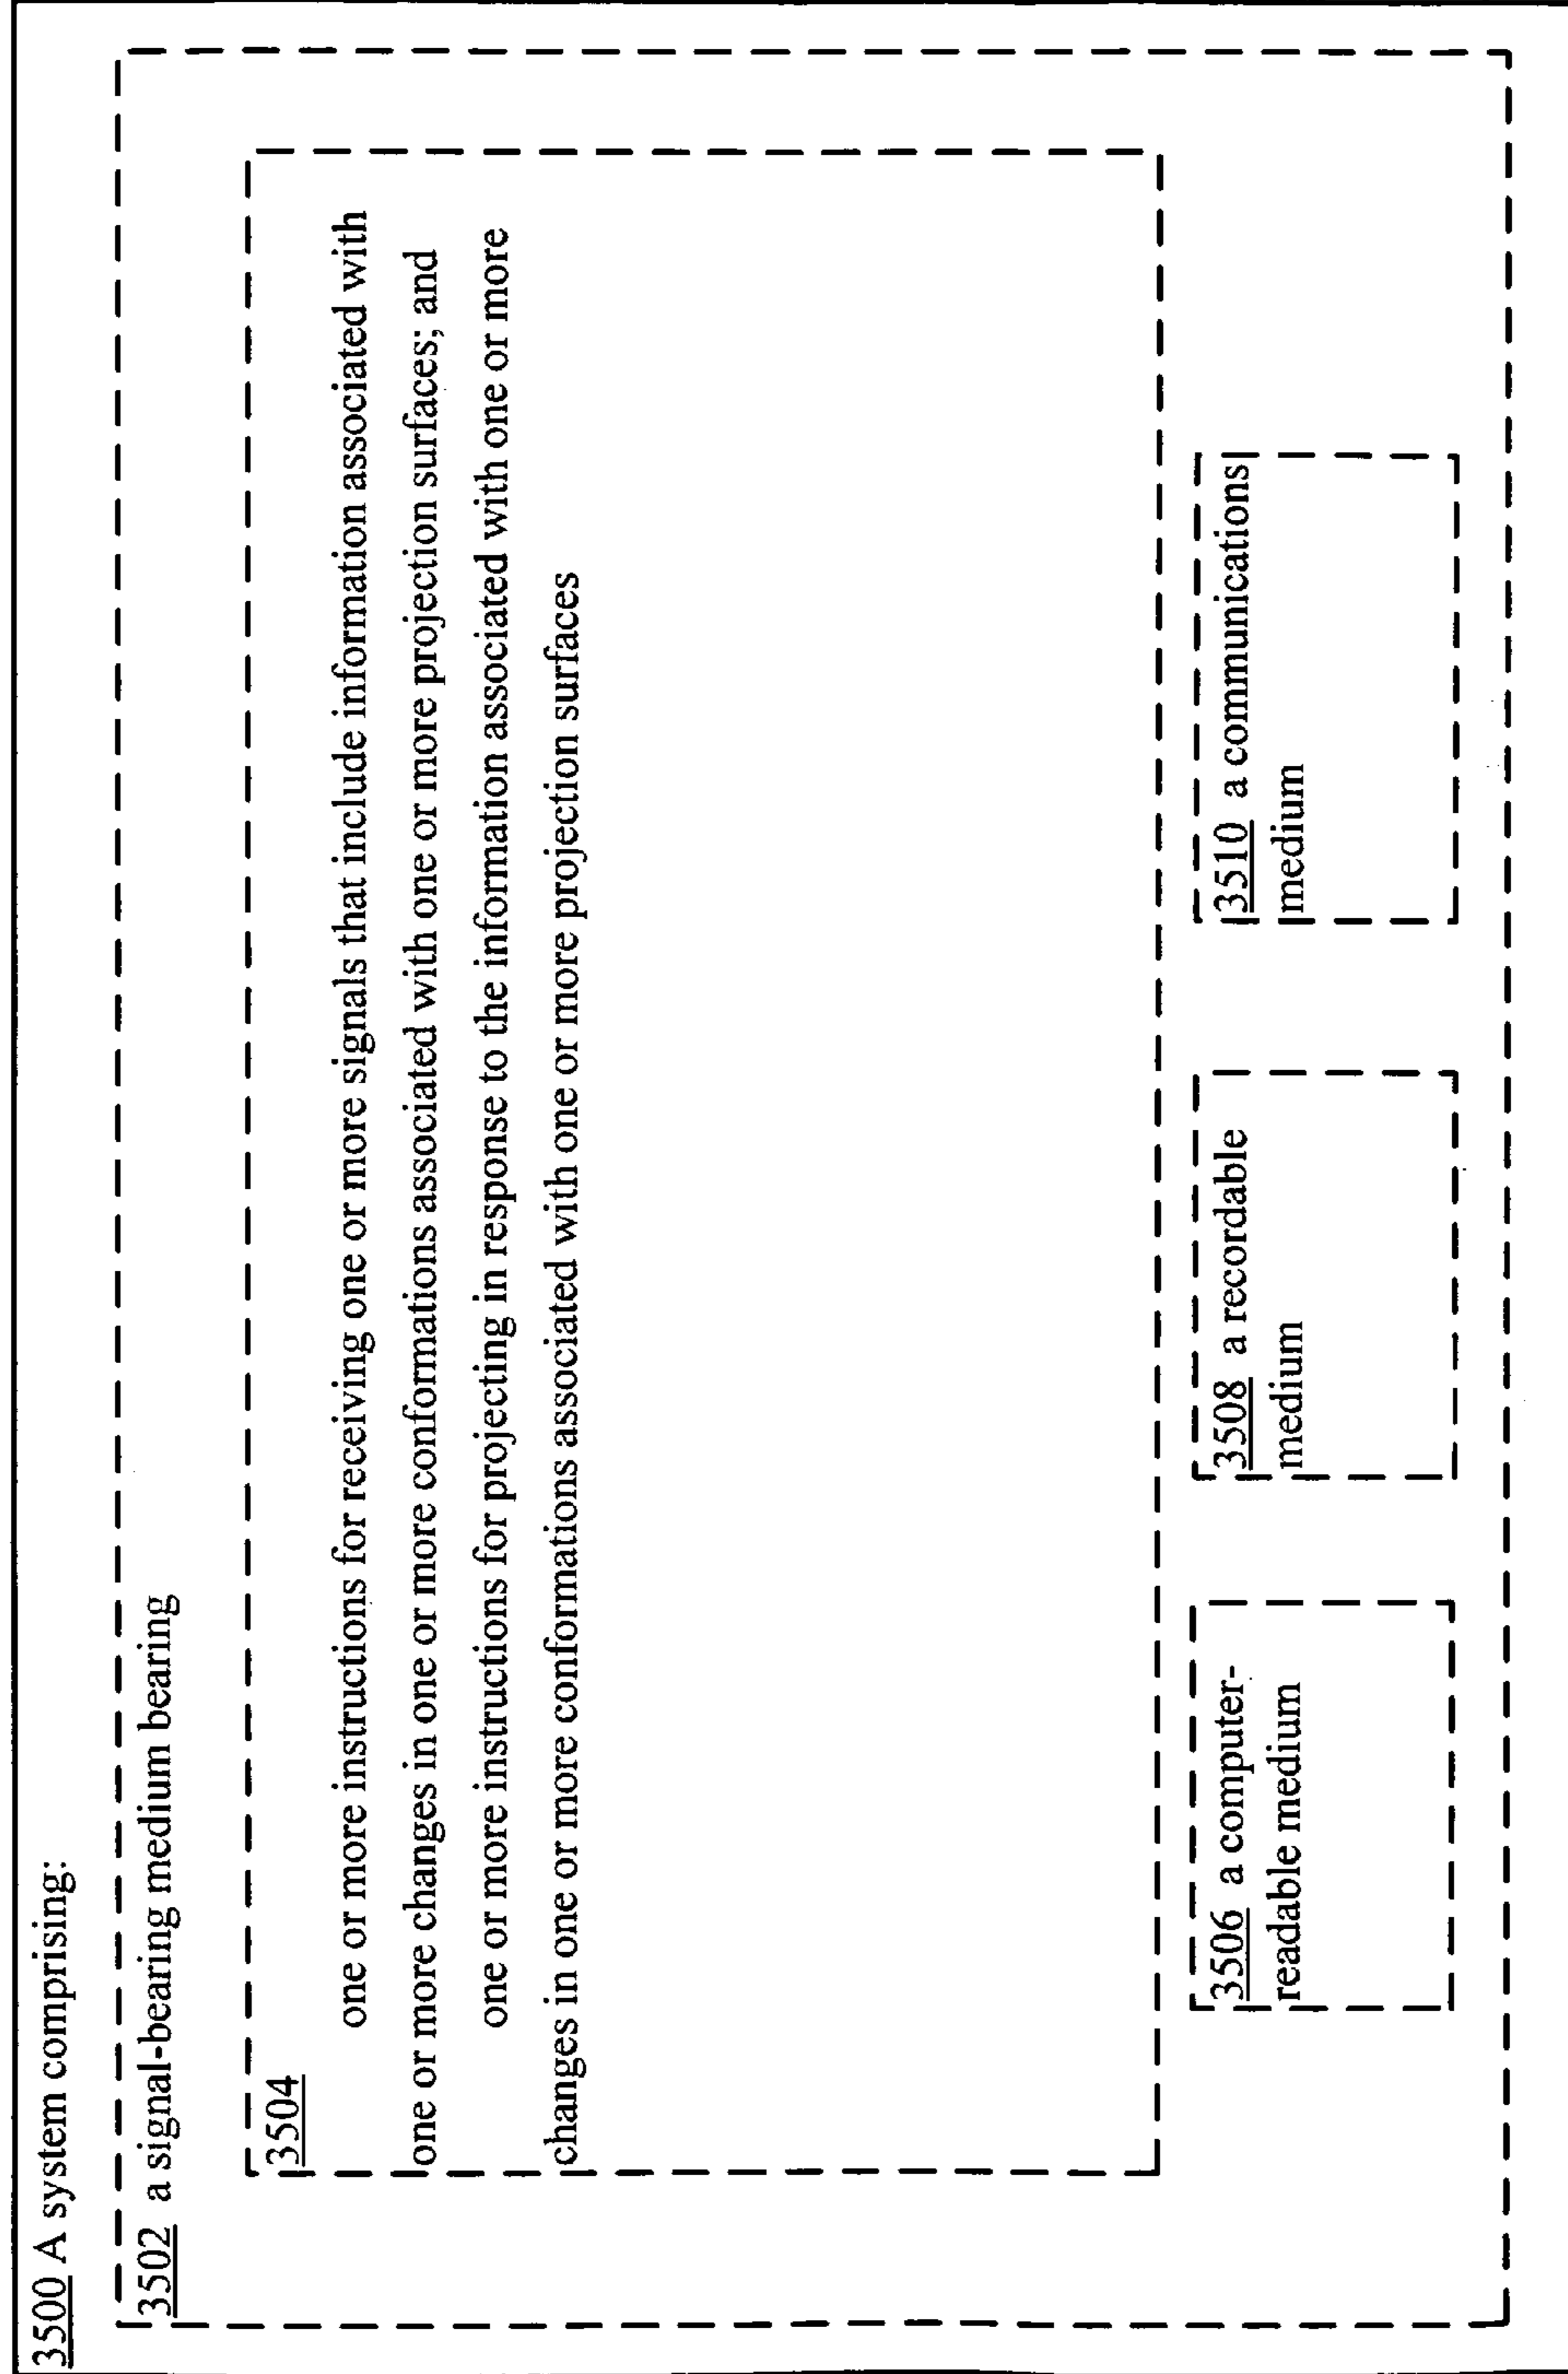 3500 A system comprising:
3502 a signal-bearing medium bearing
3504
one or more instructions for receiving one or more signals that include information associated with
one or more changes in one or more conformations associated with one or more projection surfaces; and
one or more instructions for projecting in response to the information associated with one or more
changes in one or more conformations associated with one or more projection surfaces
3506 a computer-
readable medium
3508 a recordable
medium
3510 a communications
medium